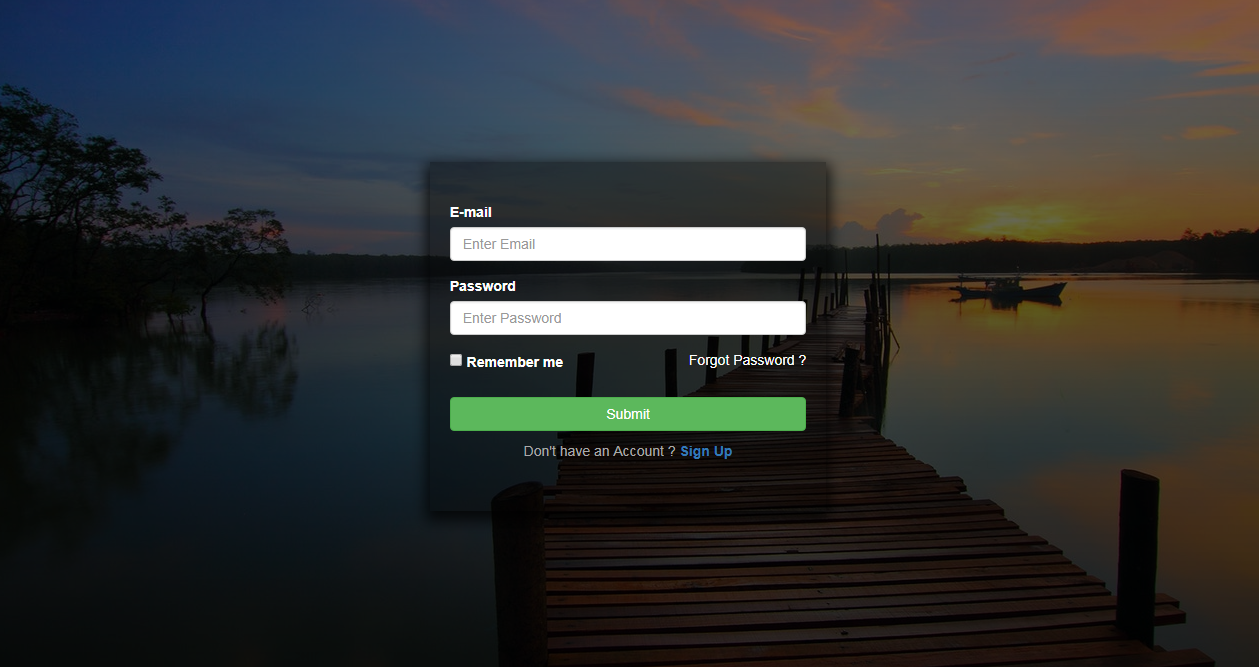 E-mail
Enter Email
Password
Enter Password
Remember me Forgot Password ?
Submit
Don't have an Account ? Sign Up